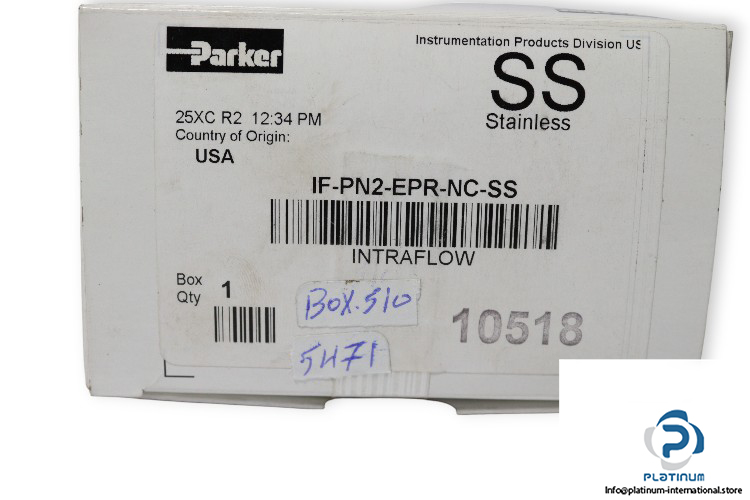 Parker
Instrumentation Products Division US
SS
Stainless
25XC R2 12:34 PM
Country of Origin:
USA
IF-PN2-EPR-NC-SS
INTRAFLOW
Box
Qty 1
BOX.510
5471
10518
PLATINUM
Info@platinum-international.store